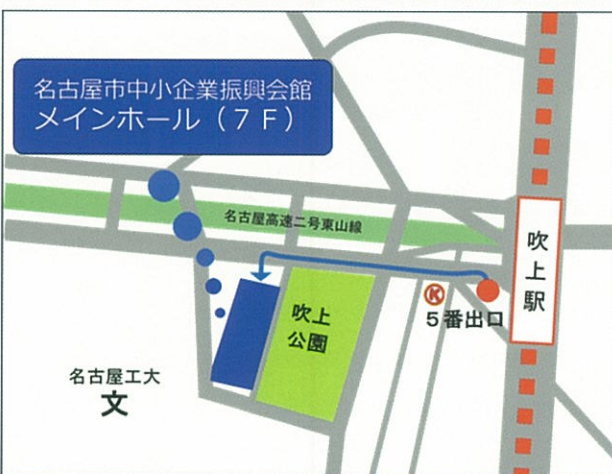 名古屋市中小企業振興会館
メインホール（７Ｆ）
名古屋高速二号東山線
吹上駅
Ⓚ
５番出口
吹上
公園
名古屋工大
文